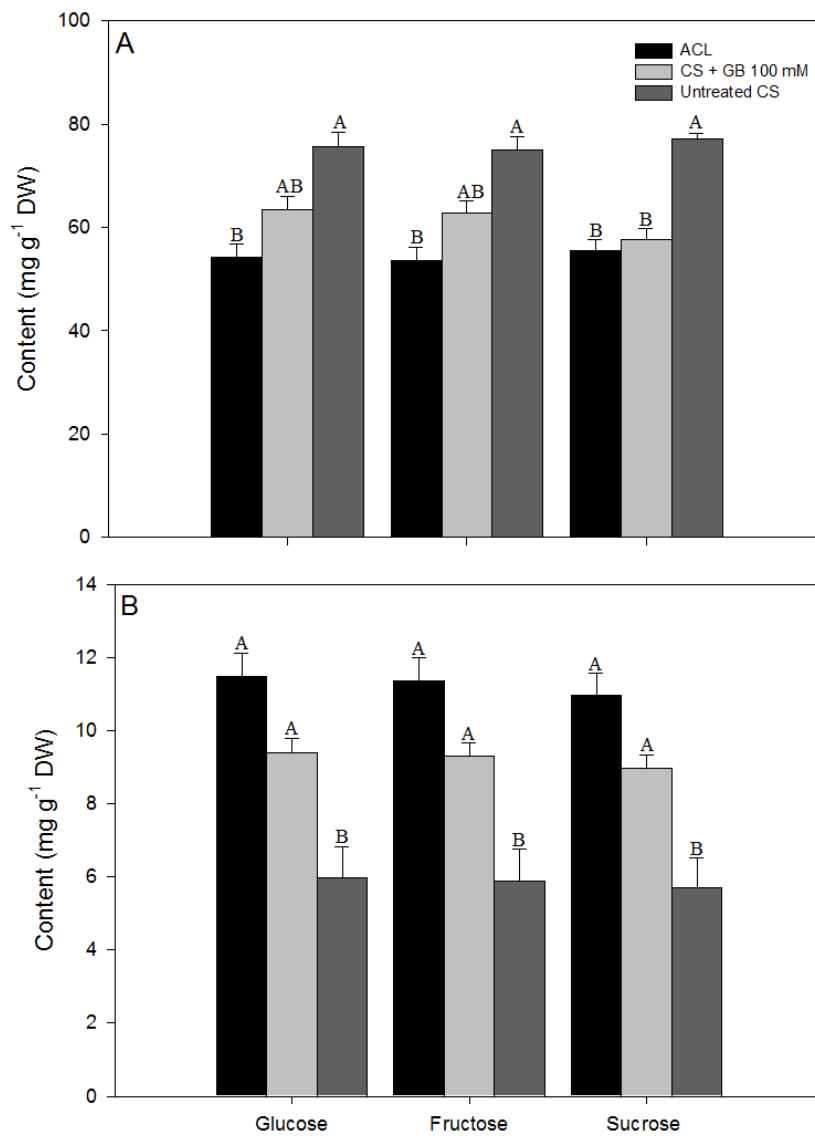 A
ACL
CS + GB 100 mM
Untreated CS
100
80
60
40
20
0
Content (mg g⁻¹ DW)
B
AB
A
B
AB
A
B
B
A
B
14
12
10
8
6
4
2
0
Content (mg g⁻¹ DW)
A
A
B
A
A
B
A
A
B
Glucose
Fructose
Sucrose